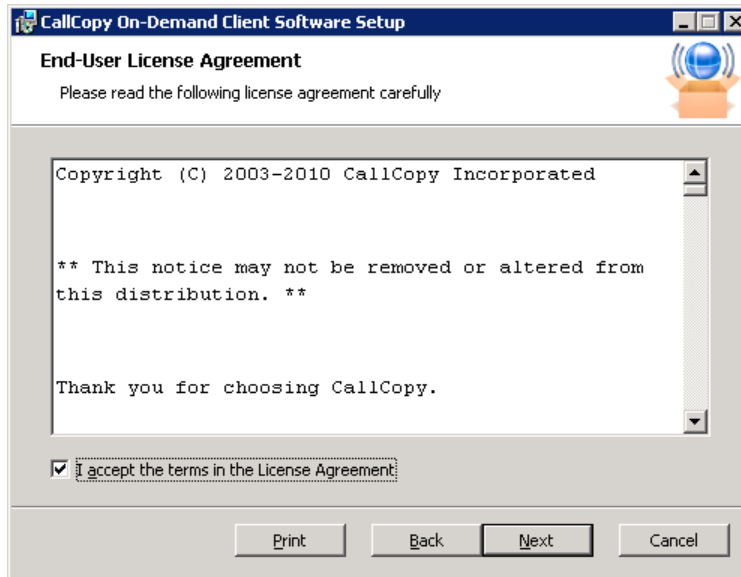 CallCopy On-Demand Client Software Setup
End-User License Agreement
Please read the following license agreement carefully
Copyright (C) 2003-2010 CallCopy Incorporated
** This notice may not be removed or altered from
this distribution. **
Thank you for choosing CallCopy.
I accept the terms in the License Agreement
Print Back Next Cancel